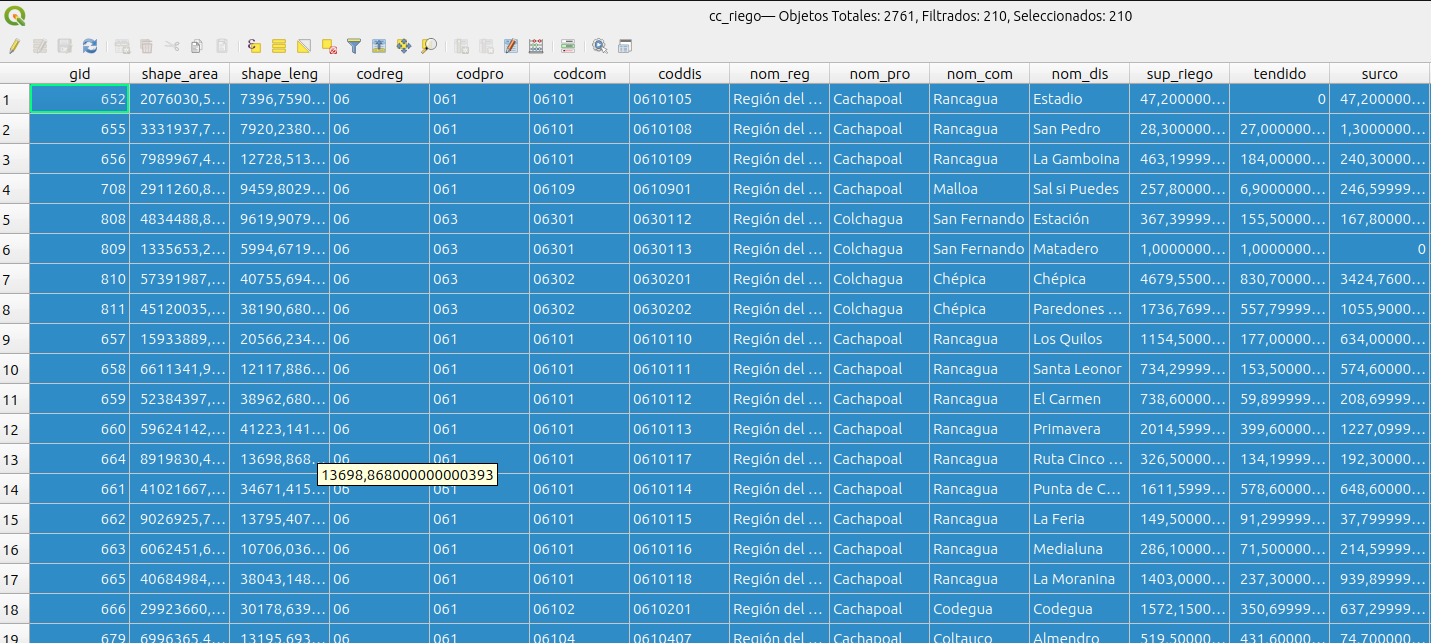 cc_riego— Objetos Totales: 2761, Filtrados: 210, Seleccionados: 210
gid shape_area shape_leng codreg codpro codcom coddis nom_reg nom_pro nom_com nom_dis sup_riego tendido surco
1 652 2076030,5... 7396,7590... 06 061 06101 0610105 Región del ... Cachapoal Rancagua Estadio 47,200000... 0 47,200000...
2 655 3331937,7... 7920,2380... 06 061 06101 0610108 Región del ... Cachapoal Rancagua San Pedro 28,300000... 27,000000... 1,3000000...
3 656 7989967,4... 12728,513... 06 061 06101 0610109 Región del ... Cachapoal Rancagua La Gamboina 463,19999... 184,00000... 240,30000...
4 708 2911260,8... 9459,8029... 06 061 06109 0610901 Región del ... Cachapoal Malloa Sal si Puedes 257,80000... 6,9000000... 246,59999...
5 808 4834488,8... 9619,9079... 06 063 06301 0630112 Región del ... Colchagua San Fernando Estación 367,39999... 155,50000... 167,80000...
6 809 1335653,2... 5994,6719... 06 063 06301 0630113 Región del ... Colchagua San Fernando Matadero 1,0000000... 1,0000000... 0
7 810 57391987,... 40755,694... 06 063 06302 0630201 Región del ... Colchagua Chépica Chépica 4679,5500... 830,70000... 3424,7600...
8 811 45120035,... 38190,680... 06 063 06302 0630202 Región del ... Colchagua Chépica Paredones ... 1736,7699... 557,79999... 1055,9000...
9 657 15933889,... 20566,234... 06 061 06101 0610110 Región del ... Cachapoal Rancagua Los Quilos 1154,5000... 177,00000... 634,00000...
10 658 6611341,9... 12117,886... 06 061 06101 0610111 Región del ... Cachapoal Rancagua Santa Leonor 734,29999... 153,50000... 574,60000...
11 659 52384397,... 38962,680... 06 061 06101 0610112 Región del ... Cachapoal Rancagua El Carmen 738,60000... 59,899999... 208,69999...
12 660 59624142,... 41223,141... 06 061 06101 0610113 Región del ... Cachapoal Rancagua Primavera 2014,5999... 399,60000... 1227,0999...
13 664 8919830,4... 13698,868... 06 061 06101 0610117 Región del ... Cachapoal Rancagua Ruta Cinco ... 326,50000... 134,19999... 192,30000...
13698,868000000000393
14 661 41021667,... 34671,415... 06 061 06101 0610114 Región del ... Cachapoal Rancagua Punta de C... 1611,5999... 578,60000... 648,60000...
15 662 9026925,7... 13795,407... 06 061 06101 0610115 Región del ... Cachapoal Rancagua La Feria 149,50000... 91,299999... 37,799999...
16 663 6062451,6... 10706,036... 06 061 06101 0610116 Región del ... Cachapoal Rancagua Medialuna 286,10000... 71,500000... 214,59999...
17 665 40684984,... 38043,148... 06 061 06101 0610118 Región del ... Cachapoal Rancagua La Moranina 1403,0000... 237,30000... 939,89999...
18 666 29923660,... 30178,639... 06 061 06102 0610201 Región del ... Cachapoal Codegua Codegua 1572,1500... 350,69999... 637,29999...
19 679 6996365,4... 13195,693... 06 061 06104 0610407 Región del ... Cachapoal Coltauco Almendro 519,50000... 431,60000... 74,700000...